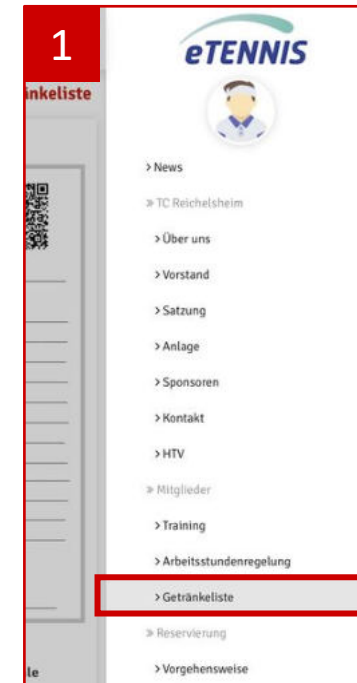 1
eTENNIS
inkeliste
> News
» TC Reichelsheim
> Über uns
> Vorstand
> Satzung
> Anlage
> Sponsoren
> Kontakt
> HTV
» Mitglieder
> Training
> Arbeitsstundenregelung
> Getränkeliste
» Reservierung
> Vorgehensweise
le